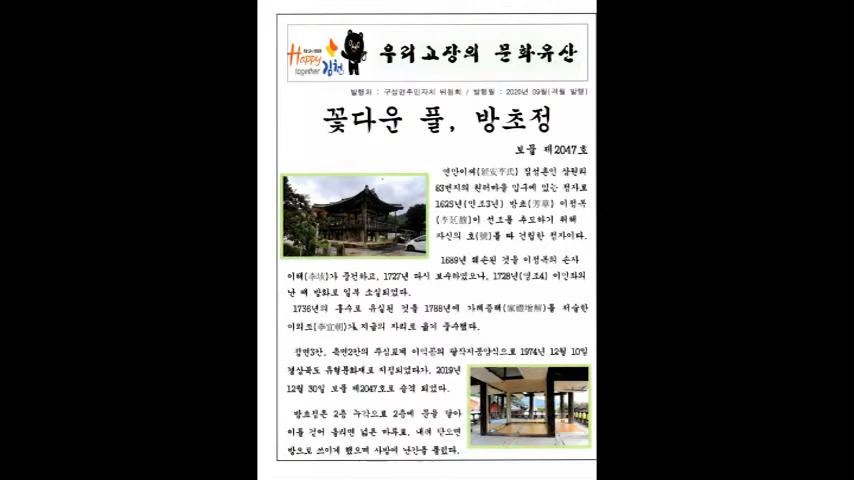 Happy
together 김천
우리고장의 문화유산
발행처 : 구성면주민자치 위원회 / 발행월 : 2020년 09월(격월 발행)
꽃다운 풀, 방초정
보물 제2047호
연안이씨(延安李氏) 집성촌인 상원리
83번지의 원터마을 입구에 있는 정자로
1625년(인조3년) 방초(芳草) 이정복
(李廷馥)이 선조를 추모하기 위해
자신의 호(號)를 따 건립한 정자이다.
1689년 훼손된 것을 이정복의 손자
이해(李垓)가 중건하고, 1727년 다시 보수하였으나, 1728년(영조4) 이인좌의
난 때 방화로 일부 소실되었다.
1736년의 홍수로 유실된 것을 1788년에 가례증해(家禮增解)를 저술한
이의조(李宜朝)가 지금의 자리로 옮겨 중수했다.
정면3칸, 측면2칸의 주심포계 이익공의 팔작지붕양식으로 1974년 12월 10일
경상북도 유형문화재로 지정되었다가, 2019년
12월 30일 보물 제2047호로 승격 되었다.
방초정은 2층 누각으로 2층에 문을 달아
이를 걷어 올리면 넓은 마루로, 내려 닫으면
방으로 쓰이게 했으며 사방에 난간을 둘렀다.